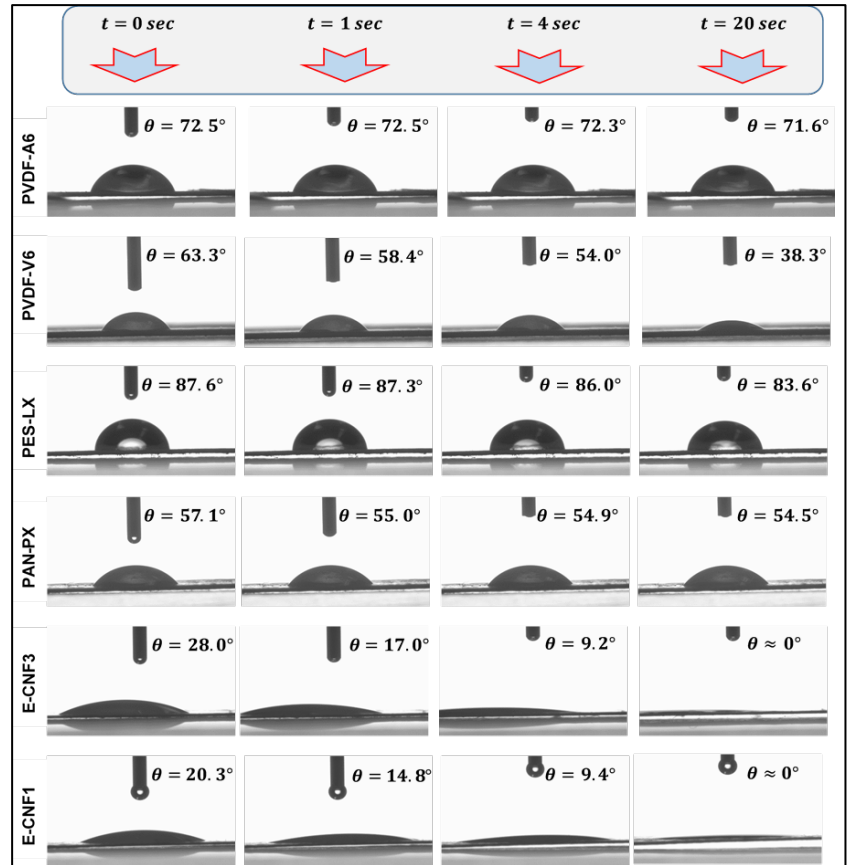 t = 0 sec t = 1 sec t = 4 sec t = 20 sec
PVDF-A6
θ = 72.5° θ = 72.5° θ = 72.3° θ = 71.6°
PVDF-V6
θ = 63.3° θ = 58.4° θ = 54.0° θ = 38.3°
PES-LX
θ = 87.6° θ = 87.3° θ = 86.0° θ = 83.6°
PAN-PX
θ = 57.1° θ = 55.0° θ = 54.9° θ = 54.5°
E-CNF3
θ = 28.0° θ = 17.0° θ = 9.2° θ ≈ 0°
E-CNF1
θ = 20.3° θ = 14.8° θ = 9.4° θ ≈ 0°